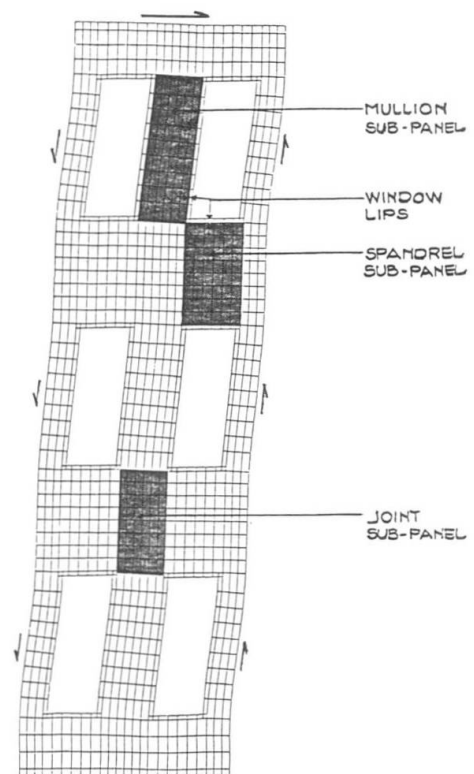 MULLION
SUB-PANEL
WINDOW
LIPS
SPANDREL
SUB-PANEL
JOINT
SUB-PANEL